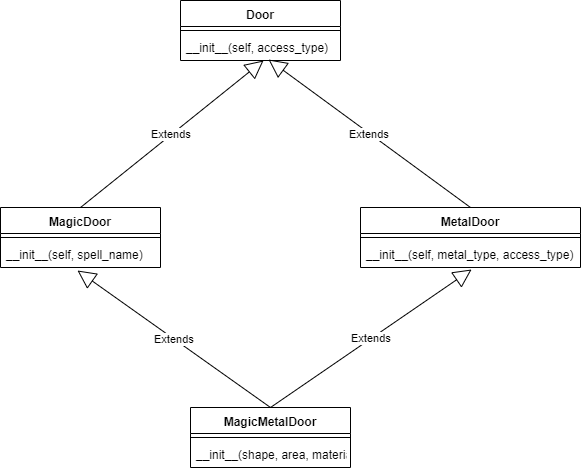 Door
__init__(self, access_type)
Extends
Extends
MagicDoor
MetalDoor
__init__(self, spell_name)
__init__(self, metal_type, access_type)
Extends
Extends
MagicMetalDoor
__init__(shape, area, materi